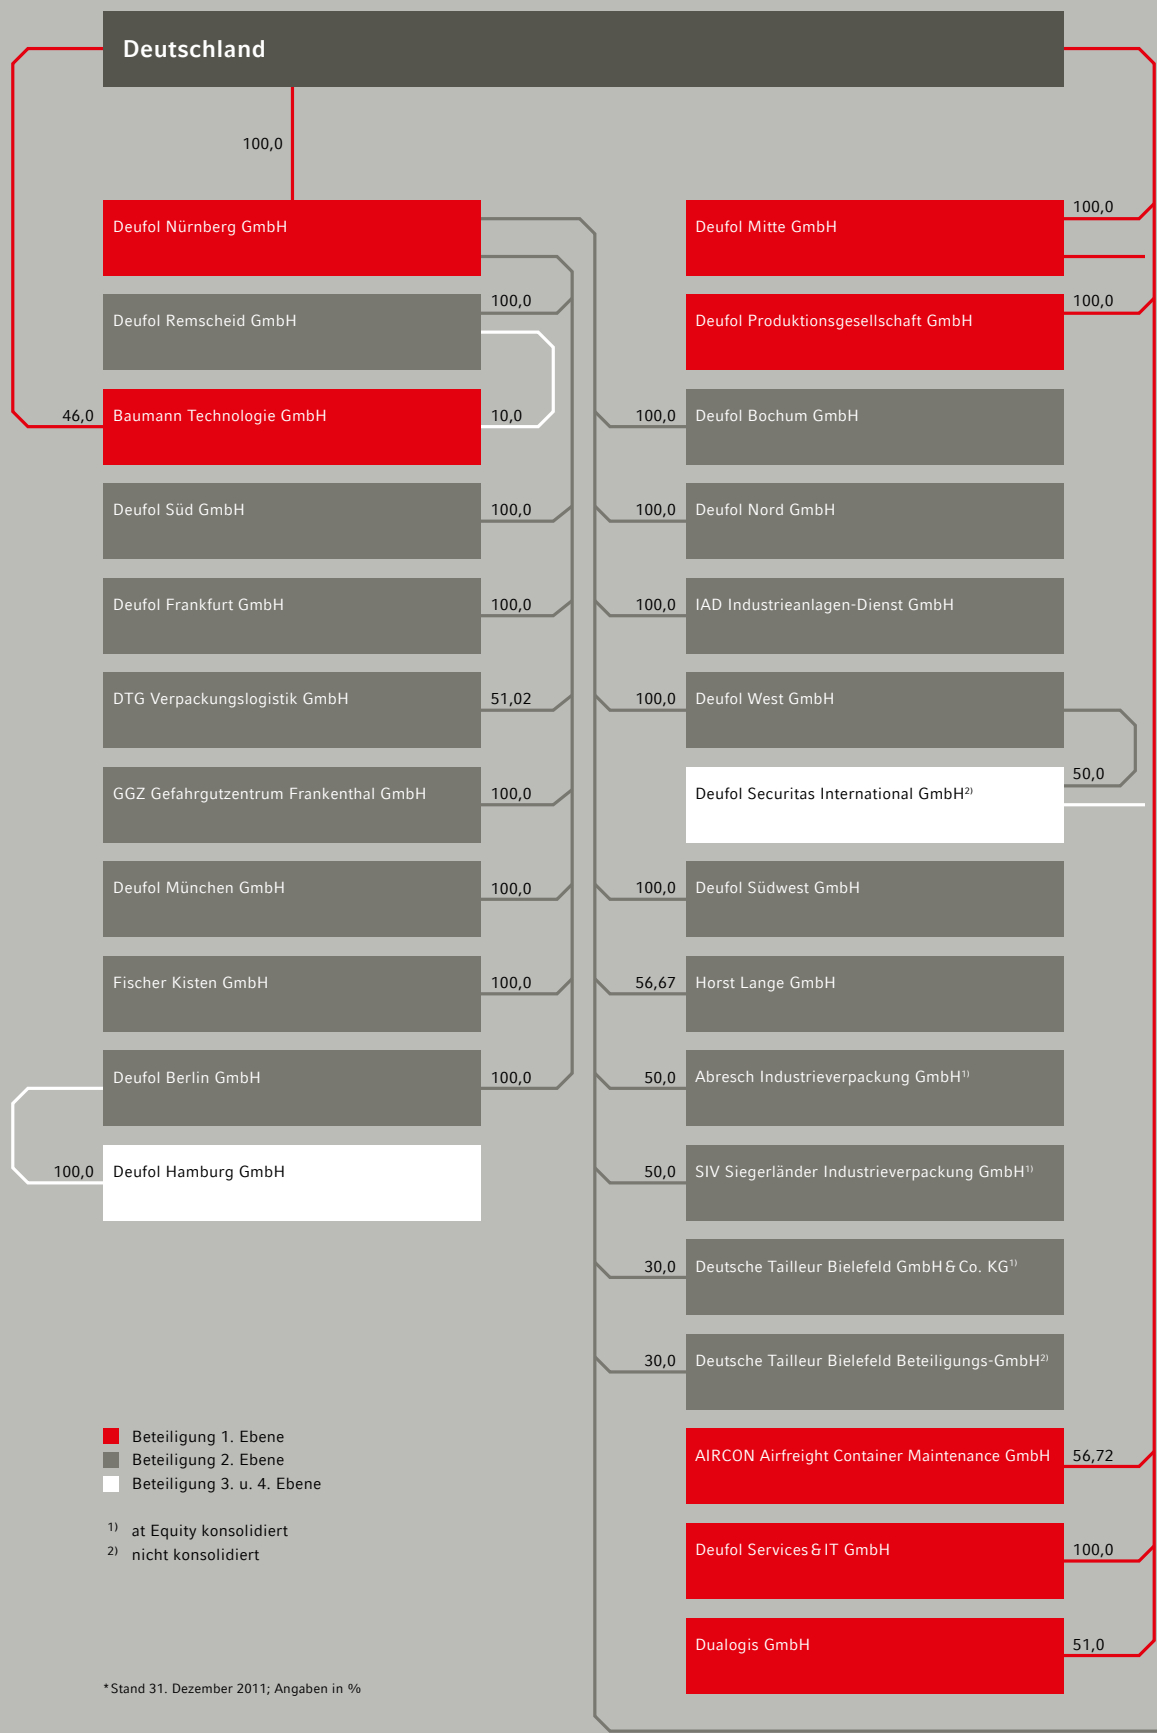 Deutschland
100,0
Deufol Nürnberg GmbH
Deufol Remscheid GmbH
100,0
46,0
Baumann Technologie GmbH
10,0
Deufol Süd GmbH
100,0
Deufol Frankfurt GmbH
100,0
DTG Verpackungslogistik GmbH
51,02
GGZ Gefahrgutzentrum Frankenthal GmbH
100,0
Deufol München GmbH
100,0
Fischer Kisten GmbH
100,0
Deufol Berlin GmbH
100,0
100,0
Deufol Hamburg GmbH
Deufol Mitte GmbH
100,0
Deufol Produktionsgesellschaft GmbH
100,0
100,0
Deufol Bochum GmbH
100,0
Deufol Nord GmbH
100,0
IAD Industrieanlagen-Dienst GmbH
100,0
Deufol West GmbH
Deufol Securitas International GmbH2)
50,0
100,0
Deufol Südwest GmbH
56,67
Horst Lange GmbH
50,0
Abresch Industrieverpackung GmbH1)
50,0
SIV Siegerländer Industrieverpackung GmbH1)
30,0
Deutsche Tailleur Bielefeld GmbH & Co. KG1)
30,0
Deutsche Tailleur Bielefeld Beteiligungs-GmbH2)
AIRCON Airfreight Container Maintenance GmbH
56,72
Deufol Services & IT GmbH
100,0
Dualogis GmbH
51,0
Beteiligung 1. Ebene
Beteiligung 2. Ebene
Beteiligung 3. u. 4. Ebene
1) at Equity konsolidiert
2) nicht konsolidiert
* Stand 31. Dezember 2011; Angaben in %